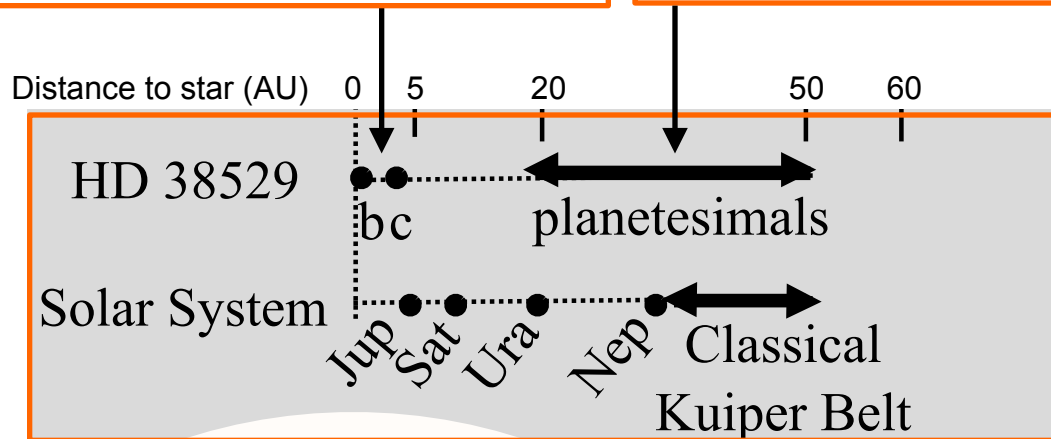 Distance to star (AU) 0 5 20 50 60
HD 38529
b c planetesimals
Solar System
Jup Sat Ura Nep Classical
Kuiper Belt